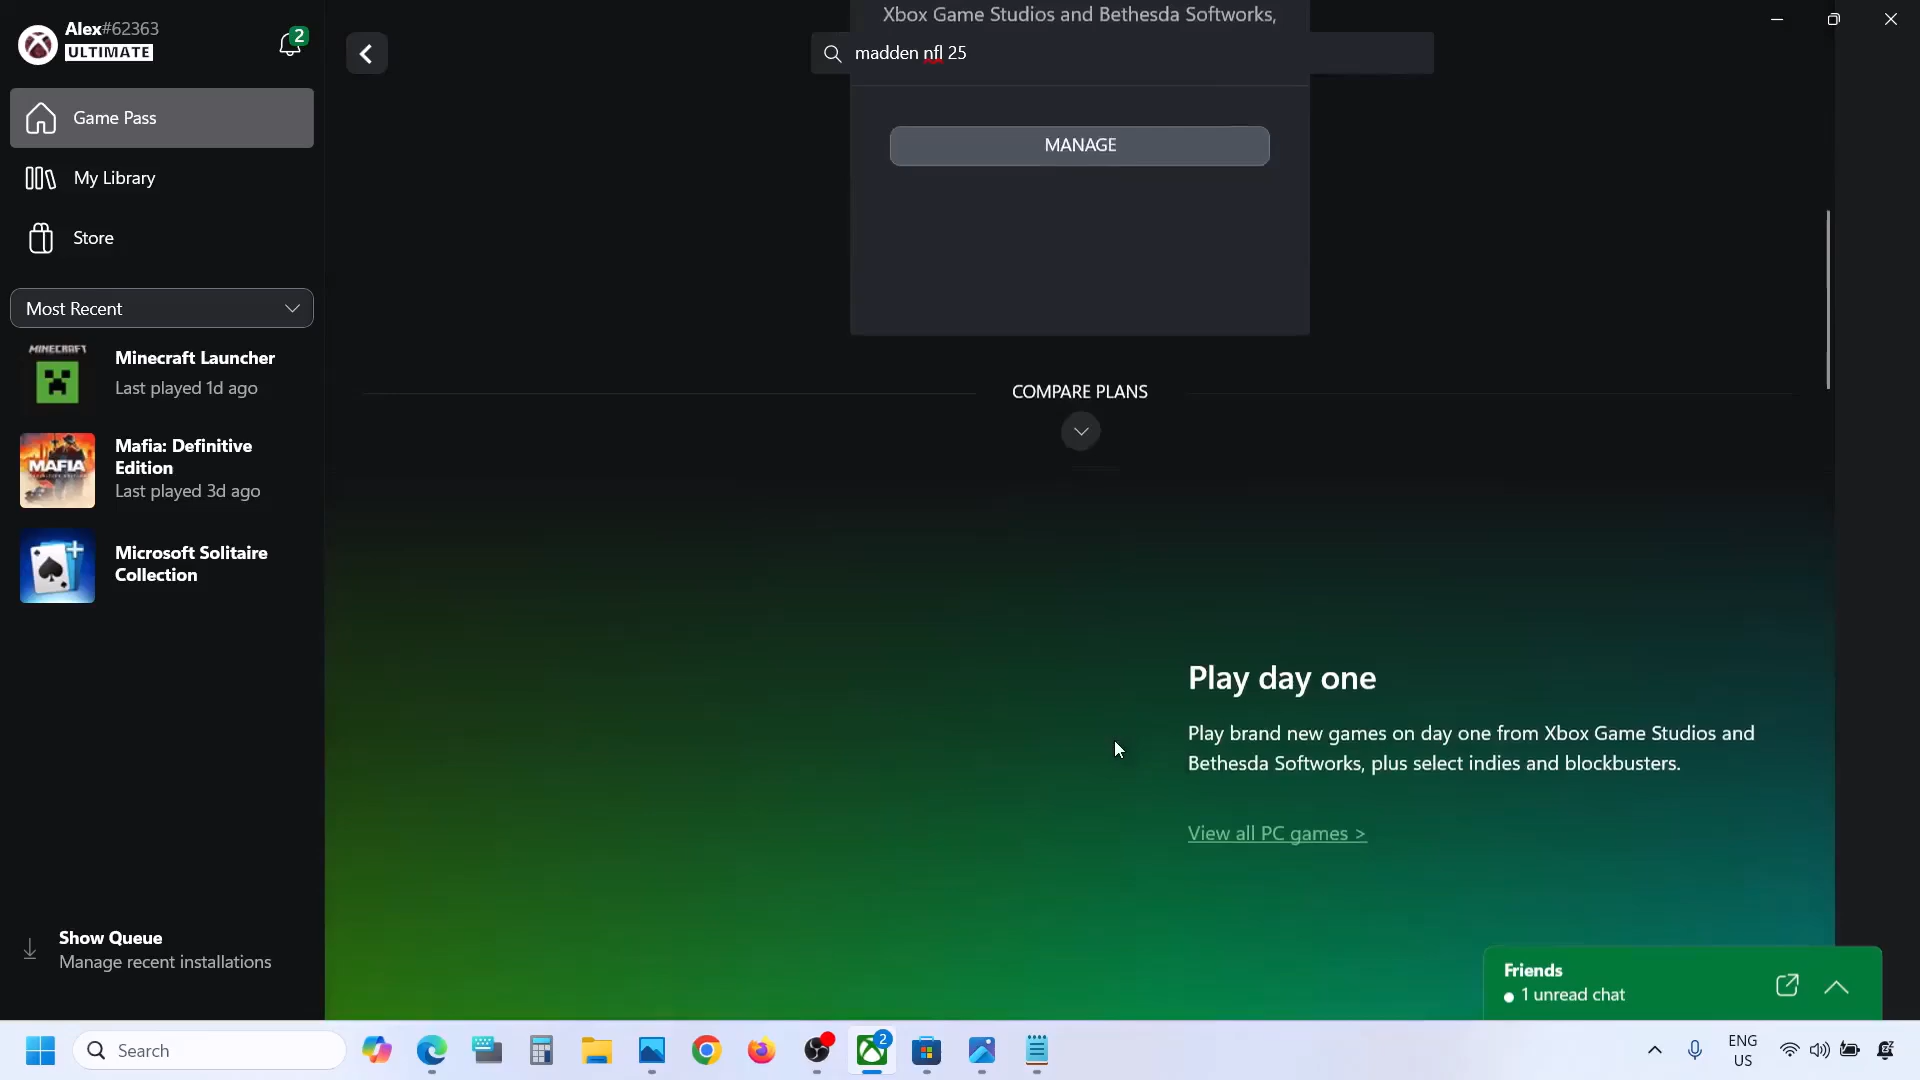 Alex#62363
ULTIMATE
2
Game Pass
My Library
Store
Most Recent
MINECRAFT
Minecraft Launcher
Last played 1d ago
MAFIA
Mafia: Definitive
Edition
Last played 3d ago
Microsoft Solitaire
Collection
Show Queue
Manage recent installations
Xbox Game Studios and Bethesda Softworks,
madden nfl 25
MANAGE
COMPARE PLANS
Play day one
Play brand new games on day one from Xbox Game Studios and
Bethesda Softworks, plus select indies and blockbusters.
View all PC games >
Friends
1 unread chat
Search
2
ENG
US